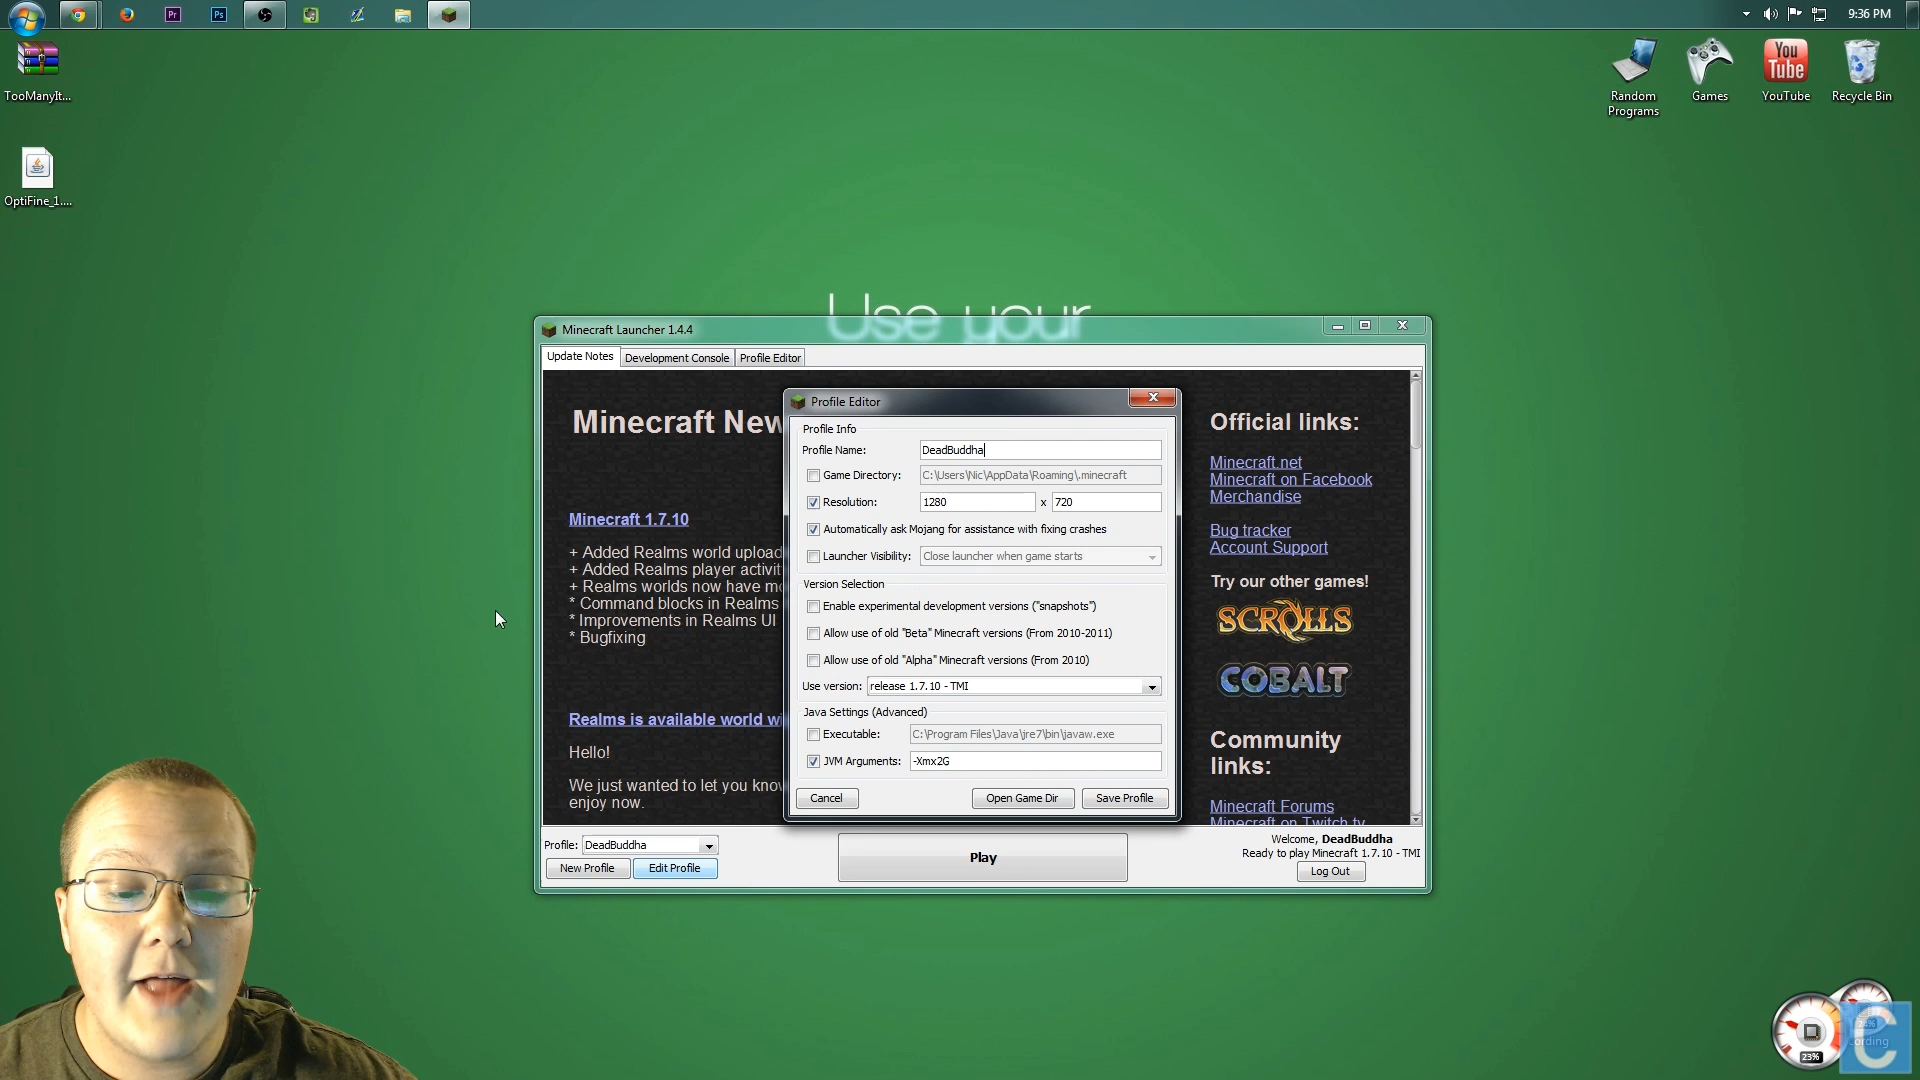 9:36 PM
TooManyIt...
OptiFine_1....
Random
Programs
Games
You
Tube
YouTube
Recycle Bin
Pr
Ps
Use your
Minecraft Launcher 1.4.4
Update Notes
Development Console
Profile Editor
Minecraft New
Minecraft 1.7.10
+ Added Realms world upload
+ Added Realms player activit
+ Realms worlds now have mo
* Command blocks in Realms
* Improvements in Realms UI
* Bugfixing
Realms is available world wi
Hello!
We just wanted to let you know
enjoy now.
Profile Editor
Profile Info
Profile Name:
DeadBuddha
Game Directory:
C:\Users\Nic\AppData\Roaming\.minecraft
Resolution:
1280 x 720
Automatically ask Mojang for assistance with fixing crashes
Launcher Visibility:
Close launcher when game starts
Version Selection
Enable experimental development versions ("snapshots")
Allow use of old "Beta" Minecraft versions (From 2010-2011)
Allow use of old "Alpha" Minecraft versions (From 2010)
Use version:
release 1.7.10 - TMI
Java Settings (Advanced)
Executable:
C:\Program Files\Java\jre7\bin\javaw.exe
JVM Arguments:
-Xmx2G
Cancel
Open Game Dir
Save Profile
Official links:
Minecraft.net
Minecraft on Facebook
Merchandise
Bug tracker
Account Support
Try our other games!
SCROLLS
COBALT
Community
links:
Minecraft Forums
Minecraft on Twitch.tv
Profile:
DeadBuddha
New Profile
Edit Profile
Play
Welcome, DeadBuddha
Ready to play Minecraft 1.7.10 - TMI
Log Out
23%